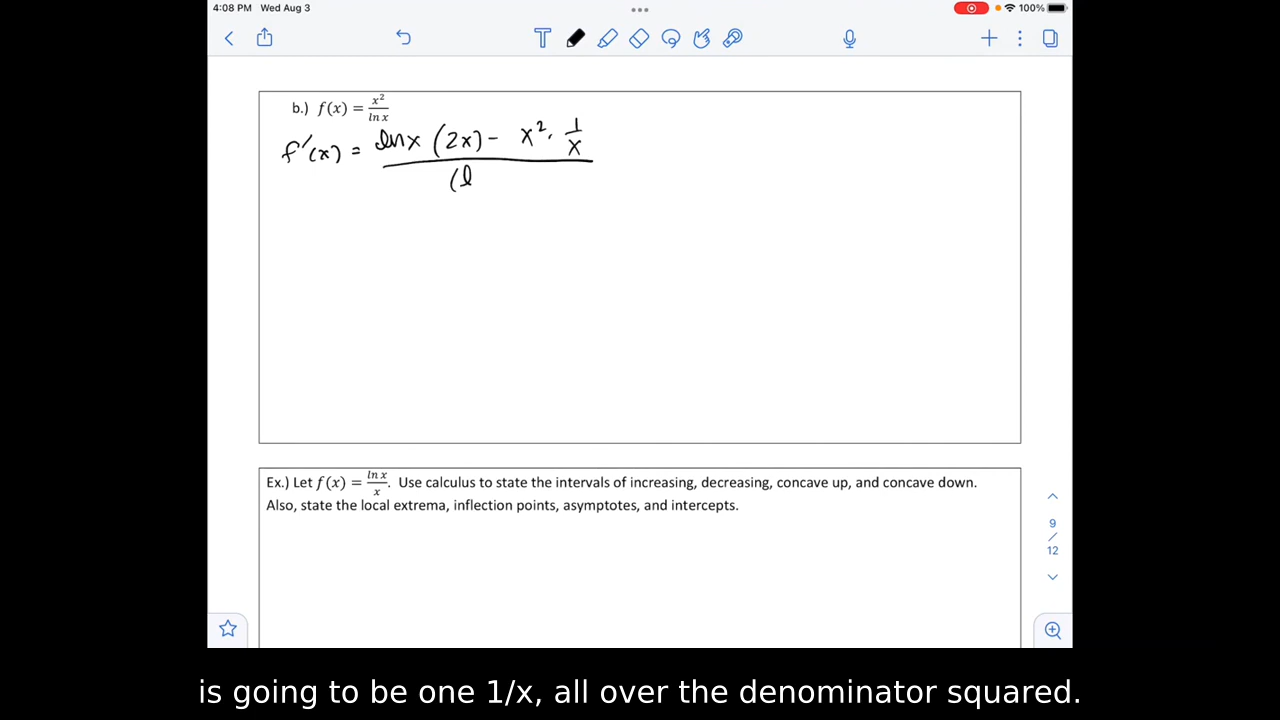 4:08 PM Wed Aug 3
100%
b.) f(x) = x²/ln x
f'(x) = ln x (2x) - x² · 1/x
(l
Ex.) Let f(x) = ln x/x. Use calculus to state the intervals of increasing, decreasing, concave up, and concave down.
Also, state the local extrema, inflection points, asymptotes, and intercepts.
9
/
12
is going to be one 1/x, all over the denominator squared.